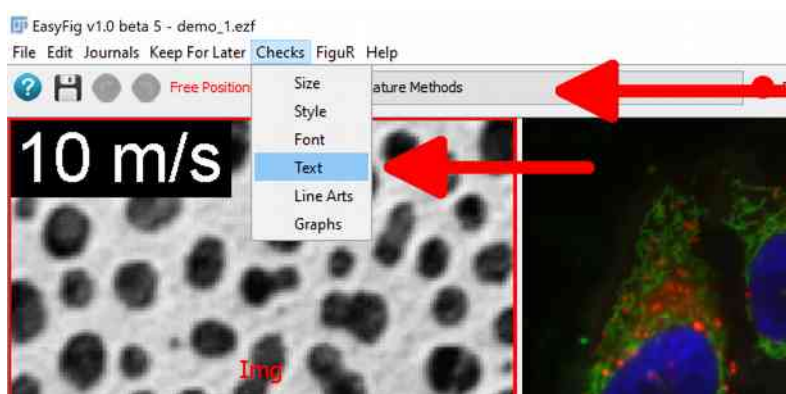 EasyFig v1.0 beta 5 - demo_1.ezf
File Edit Journals Keep For Later Checks FiguR Help
Free Position
ature Methods
Size
Style
Font
Text
Line Arts
Graphs
10 m/s
Img